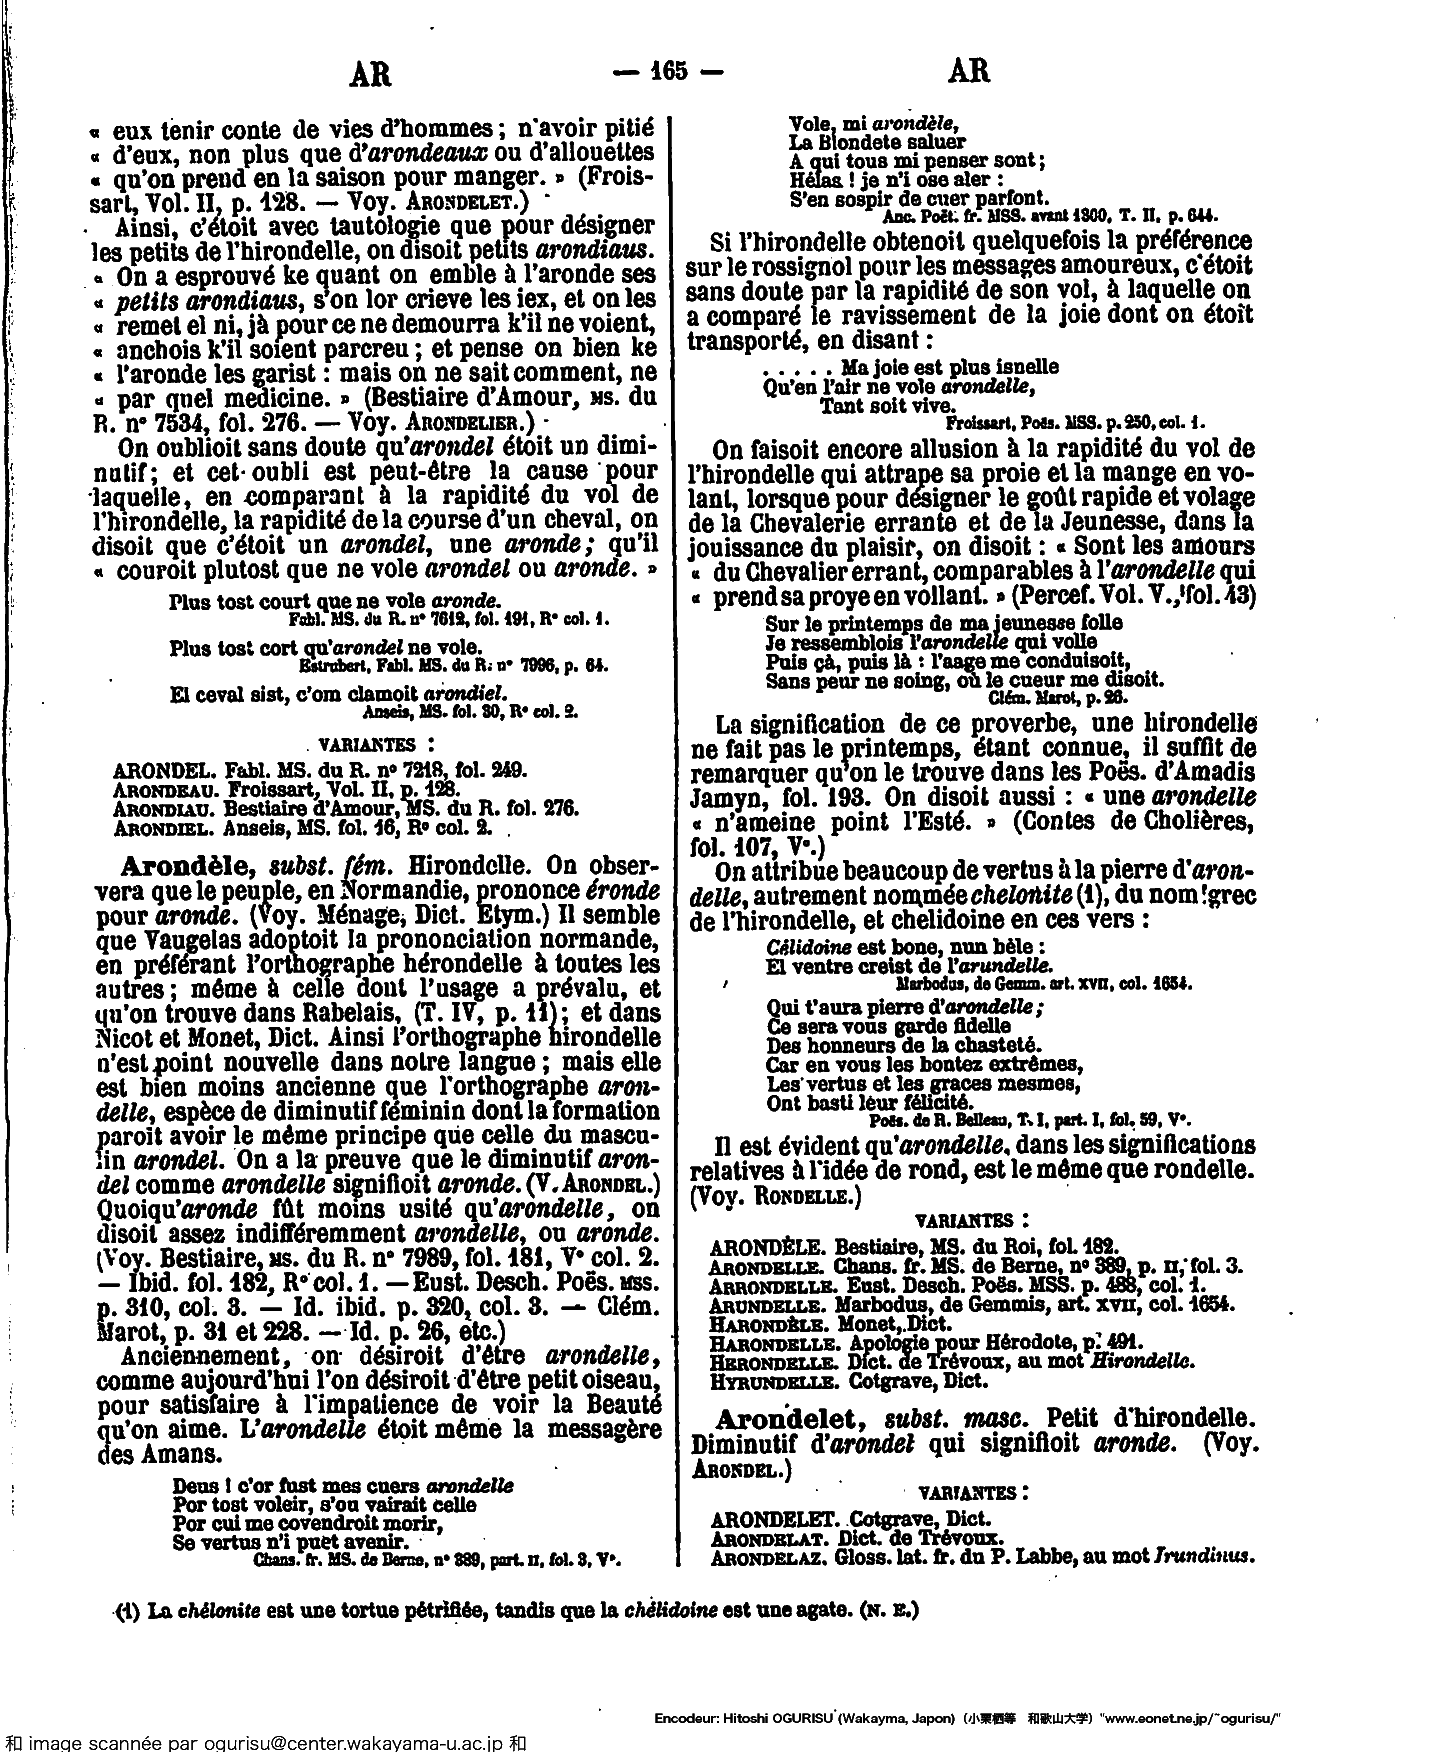 AR — 165 — AR
« eux tenir conte de vies d'hommes ; n'avoir pitié
« d'eux, non plus que d'arondeaux ou d'allouettes
« qu'on prend en la saison pour manger. » (Frois-
sart, Vol. II, p. 128. — Voy. ARONDELET.)
Ainsi, c'étoit avec tautologie que pour désigner
les petits de l'hirondelle, on disoit petits arondiaus.
« On a esprouvé ke quant on emble à l'aronde ses
« petits arondiaus, s'on lor crieve les iex, et on les
« remet el ni, jà pour ce ne demourra k'il ne voient,
« anchois k'il soient parcreu ; et pense on bien ke
« l'aronde les garist : mais on ne sait comment, ne
« par quel medicine. » (Bestiaire d'Amour, MS. du
R. n° 7534, fol. 276. — Voy. ARONDELIER.)
On oublioit sans doute qu'arondel étoit un dimi-
nutif ; et cet oubli est peut-être la cause pour
laquelle, en comparant à la rapidité du vol de
l'hirondelle, la rapidité de la course d'un cheval, on
disoit que c'étoit un arondel, une aronde ; qu'il
« couroit plutost que ne vole arondel ou aronde. »
Plus tost court que ne vole aronde.
Fabl. MS. du R. n° 7612, fol. 191, R° col. 1.
Plus tost cort qu'arondel ne vole.
Estrubert, Fabl. MS. du R. n° 7996, p. 64.
El ceval sist, c'om clamoit arondiel.
Anseis, MS. fol. 30, R° col. 2.
VARIANTES :
ARONDEL. Fabl. MS. du R. n° 7218, fol. 249.
ARONDEAU. Froissart, Vol. II, p. 128.
ARONDIAU. Bestiaire d'Amour, MS. du R. fol. 276.
ARONDIEL. Anseis, MS. fol. 16, R° col. 2.
Arondèle, subst. fém. Hirondelle. On obser-
vera que le peuple, en Normandie, prononce éronde
pour aronde. (Voy. Ménage, Dict. Etym.) Il semble
que Vaugelas adoptoit la prononciation normande,
en préférant l'orthographe hérondelle à toutes les
autres ; même à celle dont l'usage a prévalu, et
qu'on trouve dans Rabelais, (T. IV, p. 11) ; et dans
Nicot et Monet, Dict. Ainsi l'orthographe hirondelle
n'est point nouvelle dans notre langue ; mais elle
est bien moins ancienne que l'orthographe aron-
delle, espèce de diminutif féminin dont la formation
paroit avoir le même principe que celle du mascu-
lin arondel. On a la preuve que le diminutif aron-
del comme arondelle signifioit aronde. (V. ARONDEL.)
Quoiqu'aronde fût moins usité qu'arondelle, on
disoit assez indifféremment arondelle, ou aronde.
(Voy. Bestiaire, MS. du R. n° 7989, fol. 181, V° col. 2.
— Ibid. fol. 182, R° col. 1. — Eust. Desch. Poës. MSS.
p. 310, col. 3. — Id. ibid. p. 320, col. 3. — Clém.
Marot, p. 31 et 228. — Id. p. 26, etc.)
Anciennement, on désiroit d'être arondelle,
comme aujourd'hui l'on désiroit d'être petit oiseau,
pour satisfaire à l'impatience de voir la Beauté
qu'on aime. L'arondelle étoit même la messagère
des Amans.
Deus ! c'or fust mes cuers arondelle
Por tost voleir, s'ou vairait celle
Por cui me covendroit morir,
Se vertus n'i puet avenir.
Chans. fr. MS. de Berne, n° 389, part. II, fol. 3, V°.
Vole, mi arondèle,
La Blondete saluer
A qui tous mi penser sont ;
Hélas ! je n'i ose aler :
S'en sospir de cuer parfont.
Anc. Poët. fr. MSS. avant 1300, T. II, p. 644.
Si l'hirondelle obtenoit quelquefois la préférence
sur le rossignol pour les messages amoureux, c'étoit
sans doute par la rapidité de son vol, à laquelle on
a comparé le ravissement de la joie dont on étoit
transporté, en disant :
. . . . . Ma joie est plus isnelle
Qu'en l'air ne vole arondelle,
Tant soit vive.
Froissart, Poës. MSS. p. 250, col. 1.
On faisoit encore allusion à la rapidité du vol de
l'hirondelle qui attrape sa proie et la mange en vo-
lant, lorsque pour désigner le goût rapide et volage
de la Chevalerie errante et de la Jeunesse, dans la
jouissance du plaisir, on disoit : « Sont les amours
« du Chevalier errant, comparables à l'arondelle qui
« prend sa proye en vollant. » (Percef. Vol. V., fol. 43)
Sur le printemps de ma jeunesse folle
Je ressemblois l'arondelle qui volle
Puis çà, puis là : l'aage me conduisoit,
Sans peur ne soing, où le cueur me disoit.
Clém. Marot, p. 26.
La signification de ce proverbe, une hirondelle
ne fait pas le printemps, étant connue, il suffit de
remarquer qu'on le trouve dans les Poës. d'Amadis
Jamyn, fol. 193. On disoit aussi : « une arondelle
« n'ameine point l'Esté. » (Contes de Cholières,
fol. 107, V°.)
On attribue beaucoup de vertus à la pierre d'aron-
delle, autrement nommée chelonite (1), du nom grec
de l'hirondelle, et chelidoine en ces vers :
Célidoine est bone, nun bèle :
El ventre creist de l'arundelle.
Marbodus, de Gemm. art. XVII, col. 1654.
Qui t'aura pierre d'arondelle ;
Ce sera vous garde fidelle
Des honneurs de la chasteté.
Car en vous les bontez extrêmes,
Les vertus et les graces mesmes,
Ont basti leur félicité.
Poës. de R. Belleau, T. I, part. I, fol. 59, V°.
Il est évident qu'arondelle, dans les significations
relatives à l'idée de rond, est le même que rondelle.
(Voy. RONDELLE.)
VARIANTES :
ARONDÈLE. Bestiaire, MS. du Roi, fol. 182.
ARONDELLE. Chans. fr. MS. de Berne, n° 389, p. II, fol. 3.
ARRONDELLE. Eust. Desch. Poës. MSS. p. 488, col. 1.
ARUNDELLE. Marbodus, de Gemmis, art. XVII, col. 1654.
HARONDÈLE. Monet, Dict.
HARONDELLE. Apologie pour Hérodote, p. 491.
HERONDELLE. Dict. de Trévoux, au mot Hirondelle.
HYRUNDELLE. Cotgrave, Dict.
Arondelet, subst. masc. Petit d'hirondelle.
Diminutif d'arondel qui signifioit aronde. (Voy.
ARONDEL.)
VARIANTES :
ARONDELET. Cotgrave, Dict.
ARONDELAT. Dict. de Trévoux.
ARONDELAZ. Gloss. lat. fr. du P. Labbe, au mot Irundinus.
(1) La chélonite est une tortue pétrifiée, tandis que la chélidoine est une agate. (N. E.)
Encodeur: Hitoshi OGURISU (Wakayma, Japon) (小栗栖等 和歌山大学) "www.eonet.ne.jp/~ogurisu/"
和 image scannée par ogurisu@center.wakayama-u.ac.jp 和